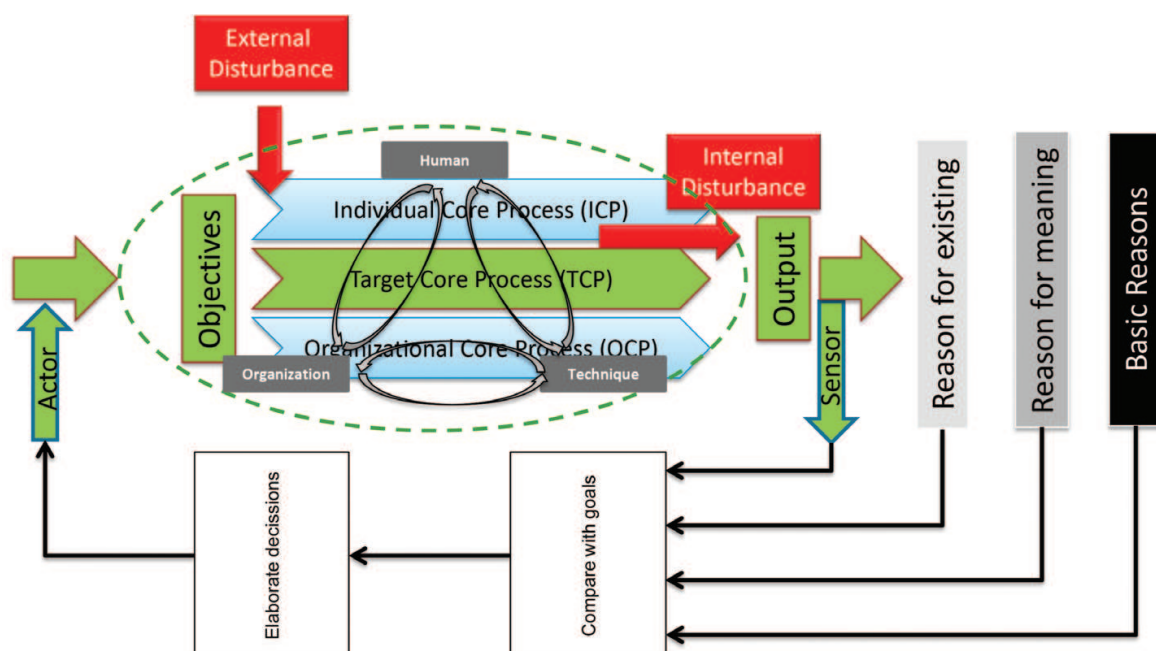 External
Disturbance
Human
Internal
Disturbance
Individual Core Process (ICP)
Objectives
Target Core Process (TCP)
Output
Organizational Core Process (OCP)
Organization
Technique
Actor
Sensor
Reason for existing
Reason for meaning
Basic Reasons
Elaborate decissions
Compare with goals